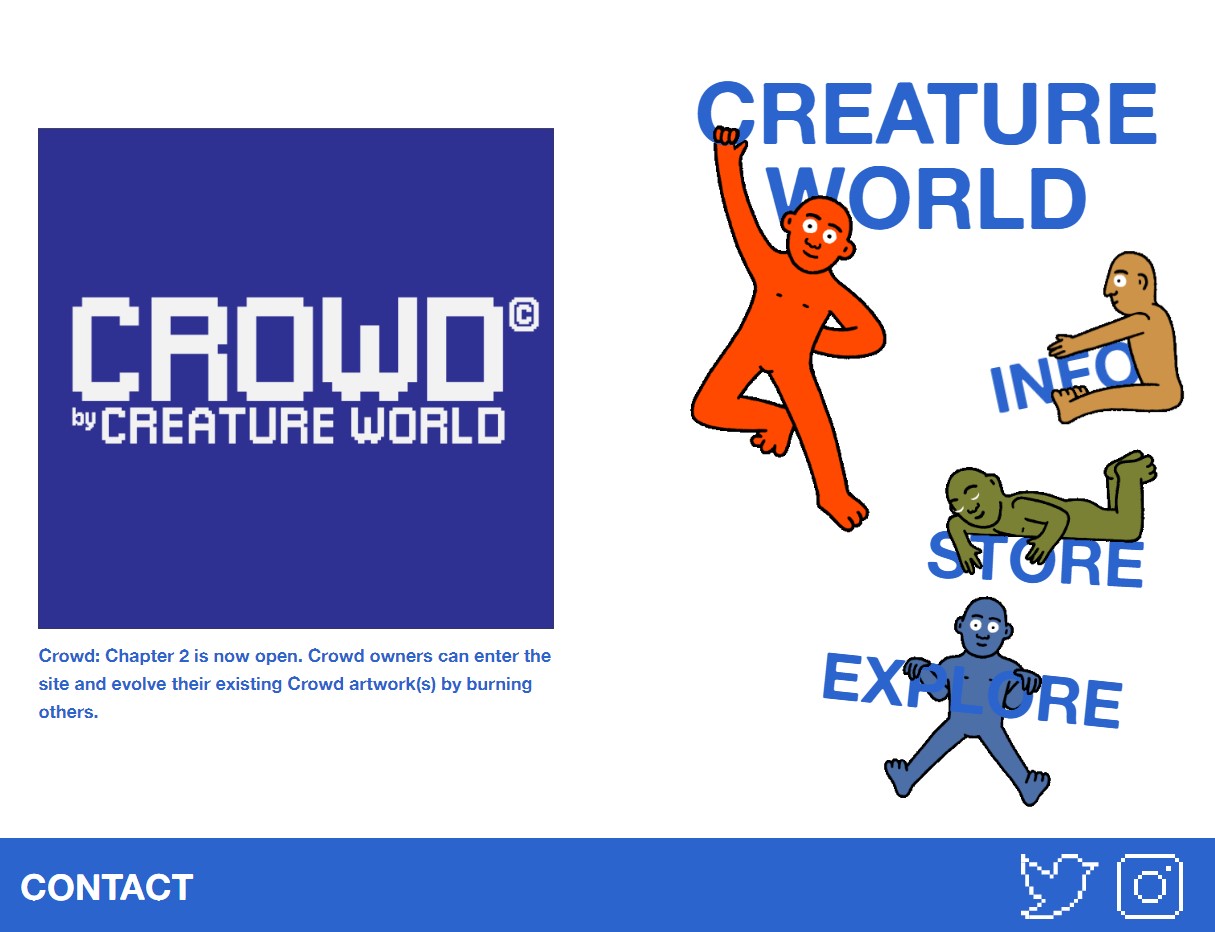 CROWD©
by CREATURE WORLD
Crowd: Chapter 2 is now open. Crowd owners can enter the
site and evolve their existing Crowd artwork(s) by burning
others.
CREATURE
WORLD
INFO
STORE
EXPLORE
CONTACT